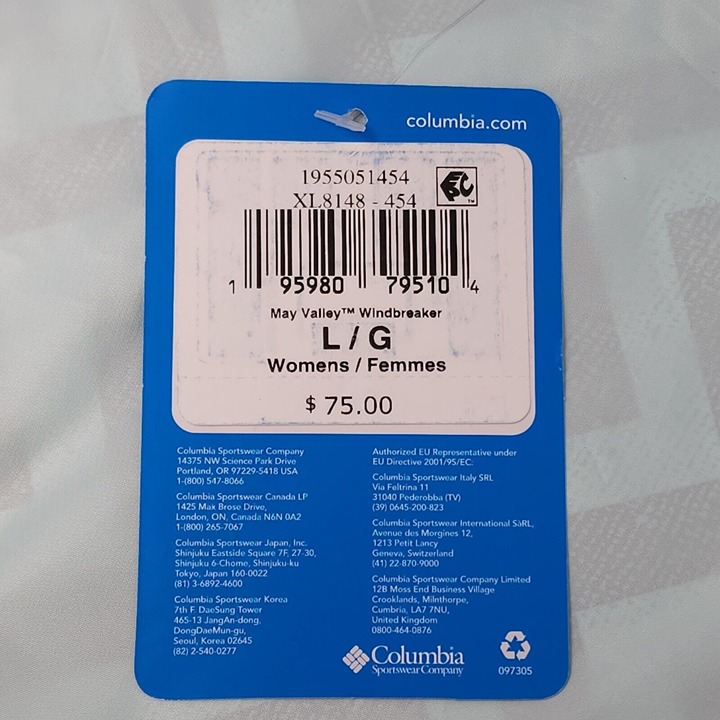 columbia.com
1955051454
XL8148 - 454
EPC™
1 95980 79510 4
May Valley™ Windbreaker
L / G
Womens / Femmes
$ 75.00
Columbia Sportswear Company
14375 NW Science Park Drive
Portland, OR 97229-5418 USA
1-(800) 547-8066
Columbia Sportswear Canada LP
1425 Max Brose Drive,
London, ON, Canada N6N 0A2
1-(800) 265-7067
Columbia Sportswear Japan, Inc.
Shinjuku Eastside Square 7F, 27-30,
Shinjuku 6-Chome, Shinjuku-ku
Tokyo, Japan 160-0022
(81) 3-6892-4600
Columbia Sportswear Korea
7th F. DaeSung Tower
465-13 JangAn-dong,
DongDaeMun-gu,
Seoul, Korea 02645
(82) 2-540-0277
Authorized EU Representative under
EU Directive 2001/95/EC:
Columbia Sportswear Italy SRL
Via Feltrina 11
31040 Pederobba (TV)
(39) 0645-200-823
Columbia Sportswear International SàRL,
Avenue des Morgines 12,
1213 Petit Lancy
Geneva, Switzerland
(41) 22-870-9000
Columbia Sportswear Company Limited
12B Moss End Business Village
Crooklands, Milnthorpe,
Cumbria, LA7 7NU,
United Kingdom
0800-464-0876
Columbia
Sportswear Company
097305